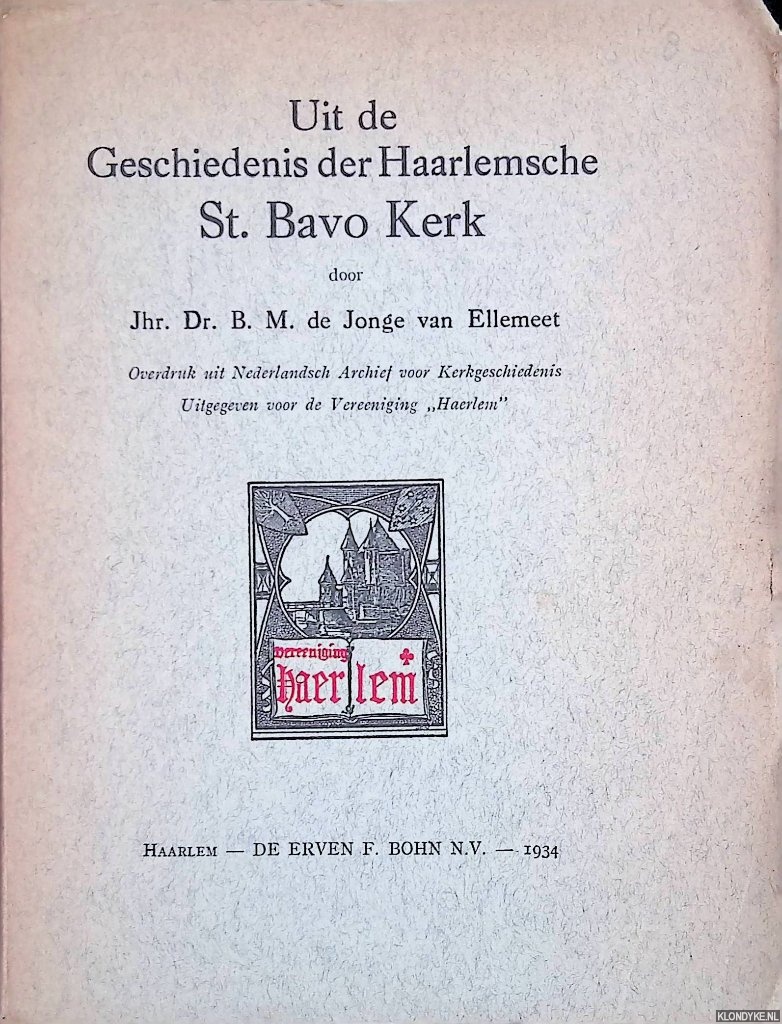 Uit de
Geschiedenis der Haarlemsche
St. Bavo Kerk
door
Jhr. Dr. B. M. de Jonge van Ellemeet
Overdruk uit Nederlandsch Archief voor Kerkgeschiedenis
Uitgegeven voor de Vereeniging „Haerlem”
vereeniging
haerlem
HAARLEM — DE ERVEN F. BOHN N.V. — 1934
KLONDYKE.NL